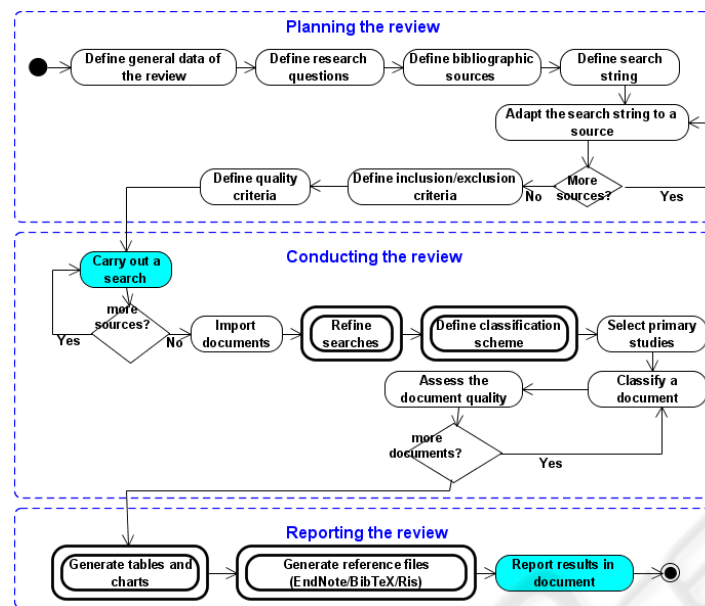 Planning the review
Define general data of
the review
Define research
questions
Define bibliographic
sources
Define search
string
Adapt the search string to a
source
More
sources?
Yes
No
Define inclusion/exclusion
criteria
Define quality
criteria
Conducting the review
Carry out a
search
more
sources?
Yes
No
Import
documents
Refine
searches
Define classification
scheme
Select primary
studies
Classify a
document
Assess the
document quality
more
documents?
Yes
Reporting the review
Generate tables and
charts
Generate reference files
(EndNote/BibTeX/Ris)
Report results in
document